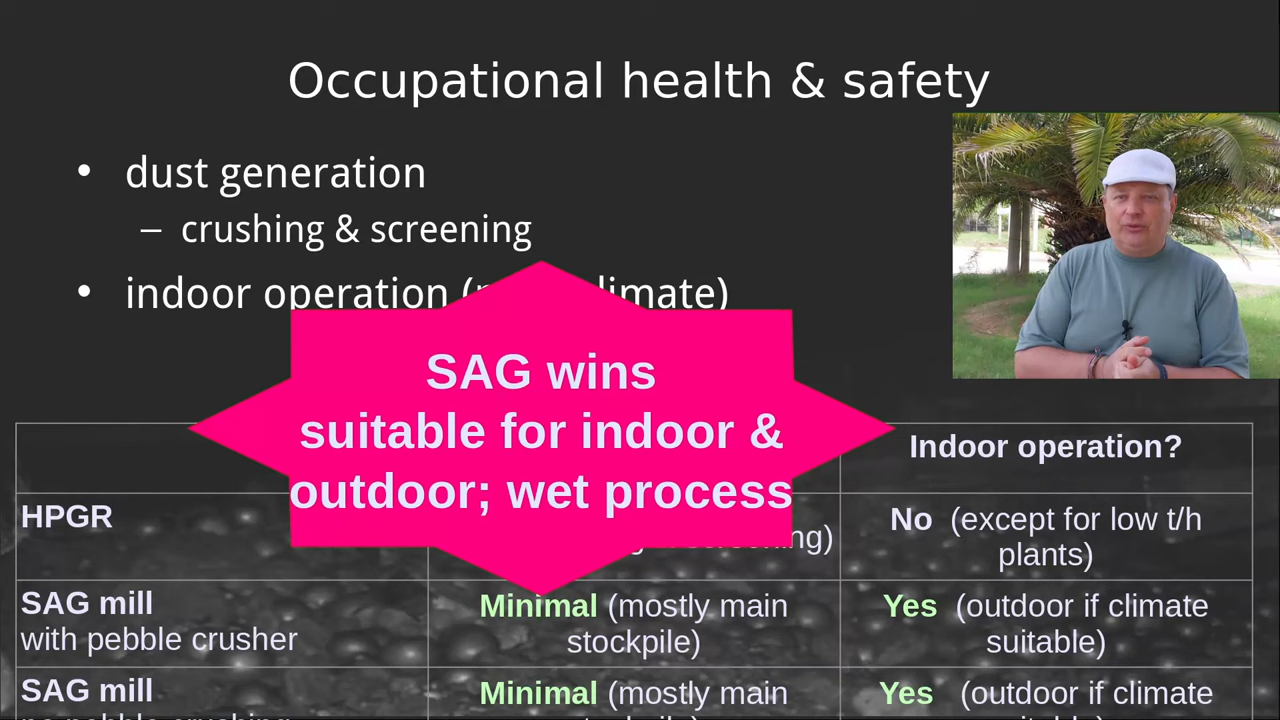 Occupational health & safety
• dust generation
– crushing & screening
• indoor operation ( limate)
SAG wins
suitable for indoor &
outdoor; wet process
Indoor operation?
HPGR
No (except for low t/h
plants)
SAG mill
with pebble crusher
Minimal (mostly main
stockpile)
Yes (outdoor if climate
suitable)
SAG mill
Minimal (mostly main
Yes (outdoor if climate